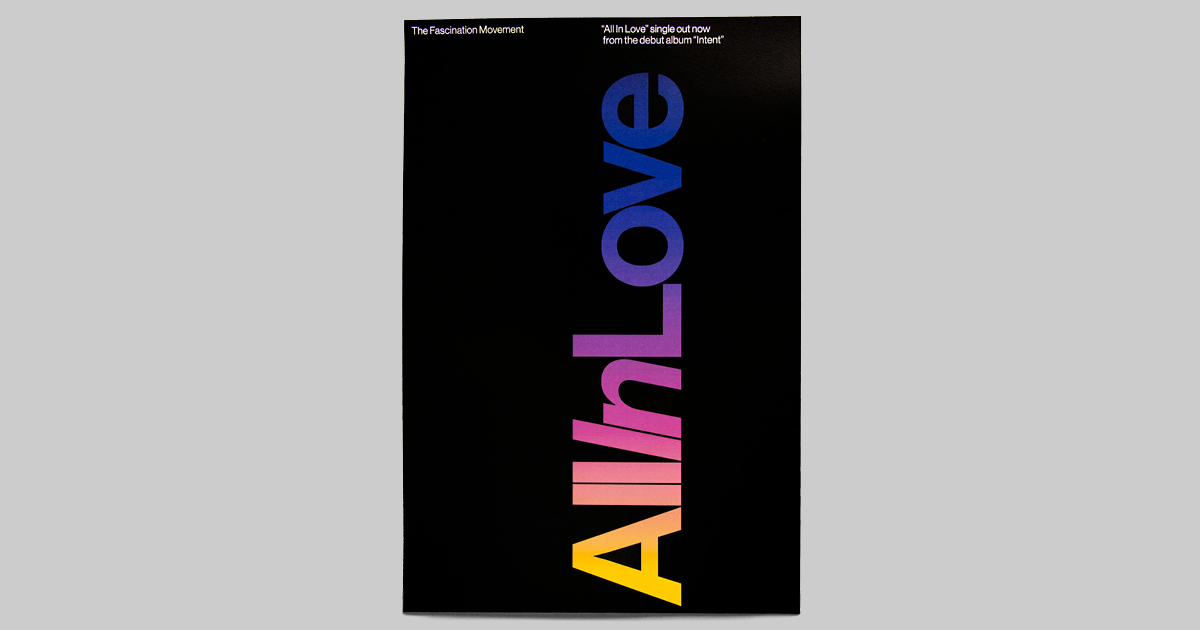 The Fascination Movement
“All In Love” single out now
from the debut album “Intent”
AllInLove